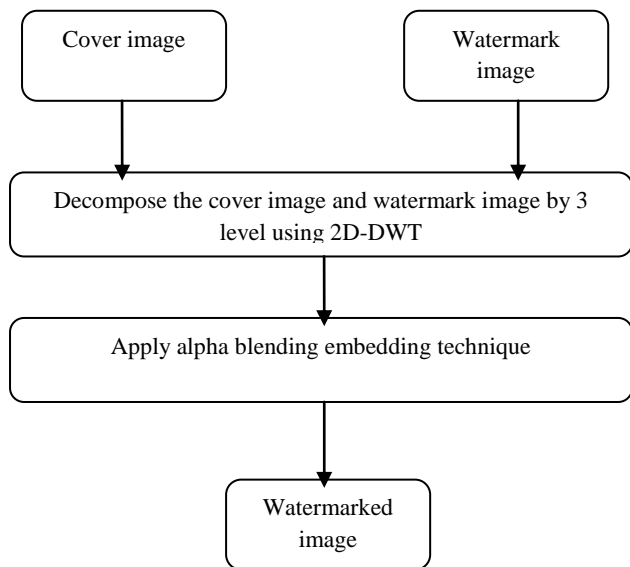 Cover image
Watermark
image
Decompose the cover image and watermark image by 3
level using 2D-DWT
Apply alpha blending embedding technique
Watermarked
image